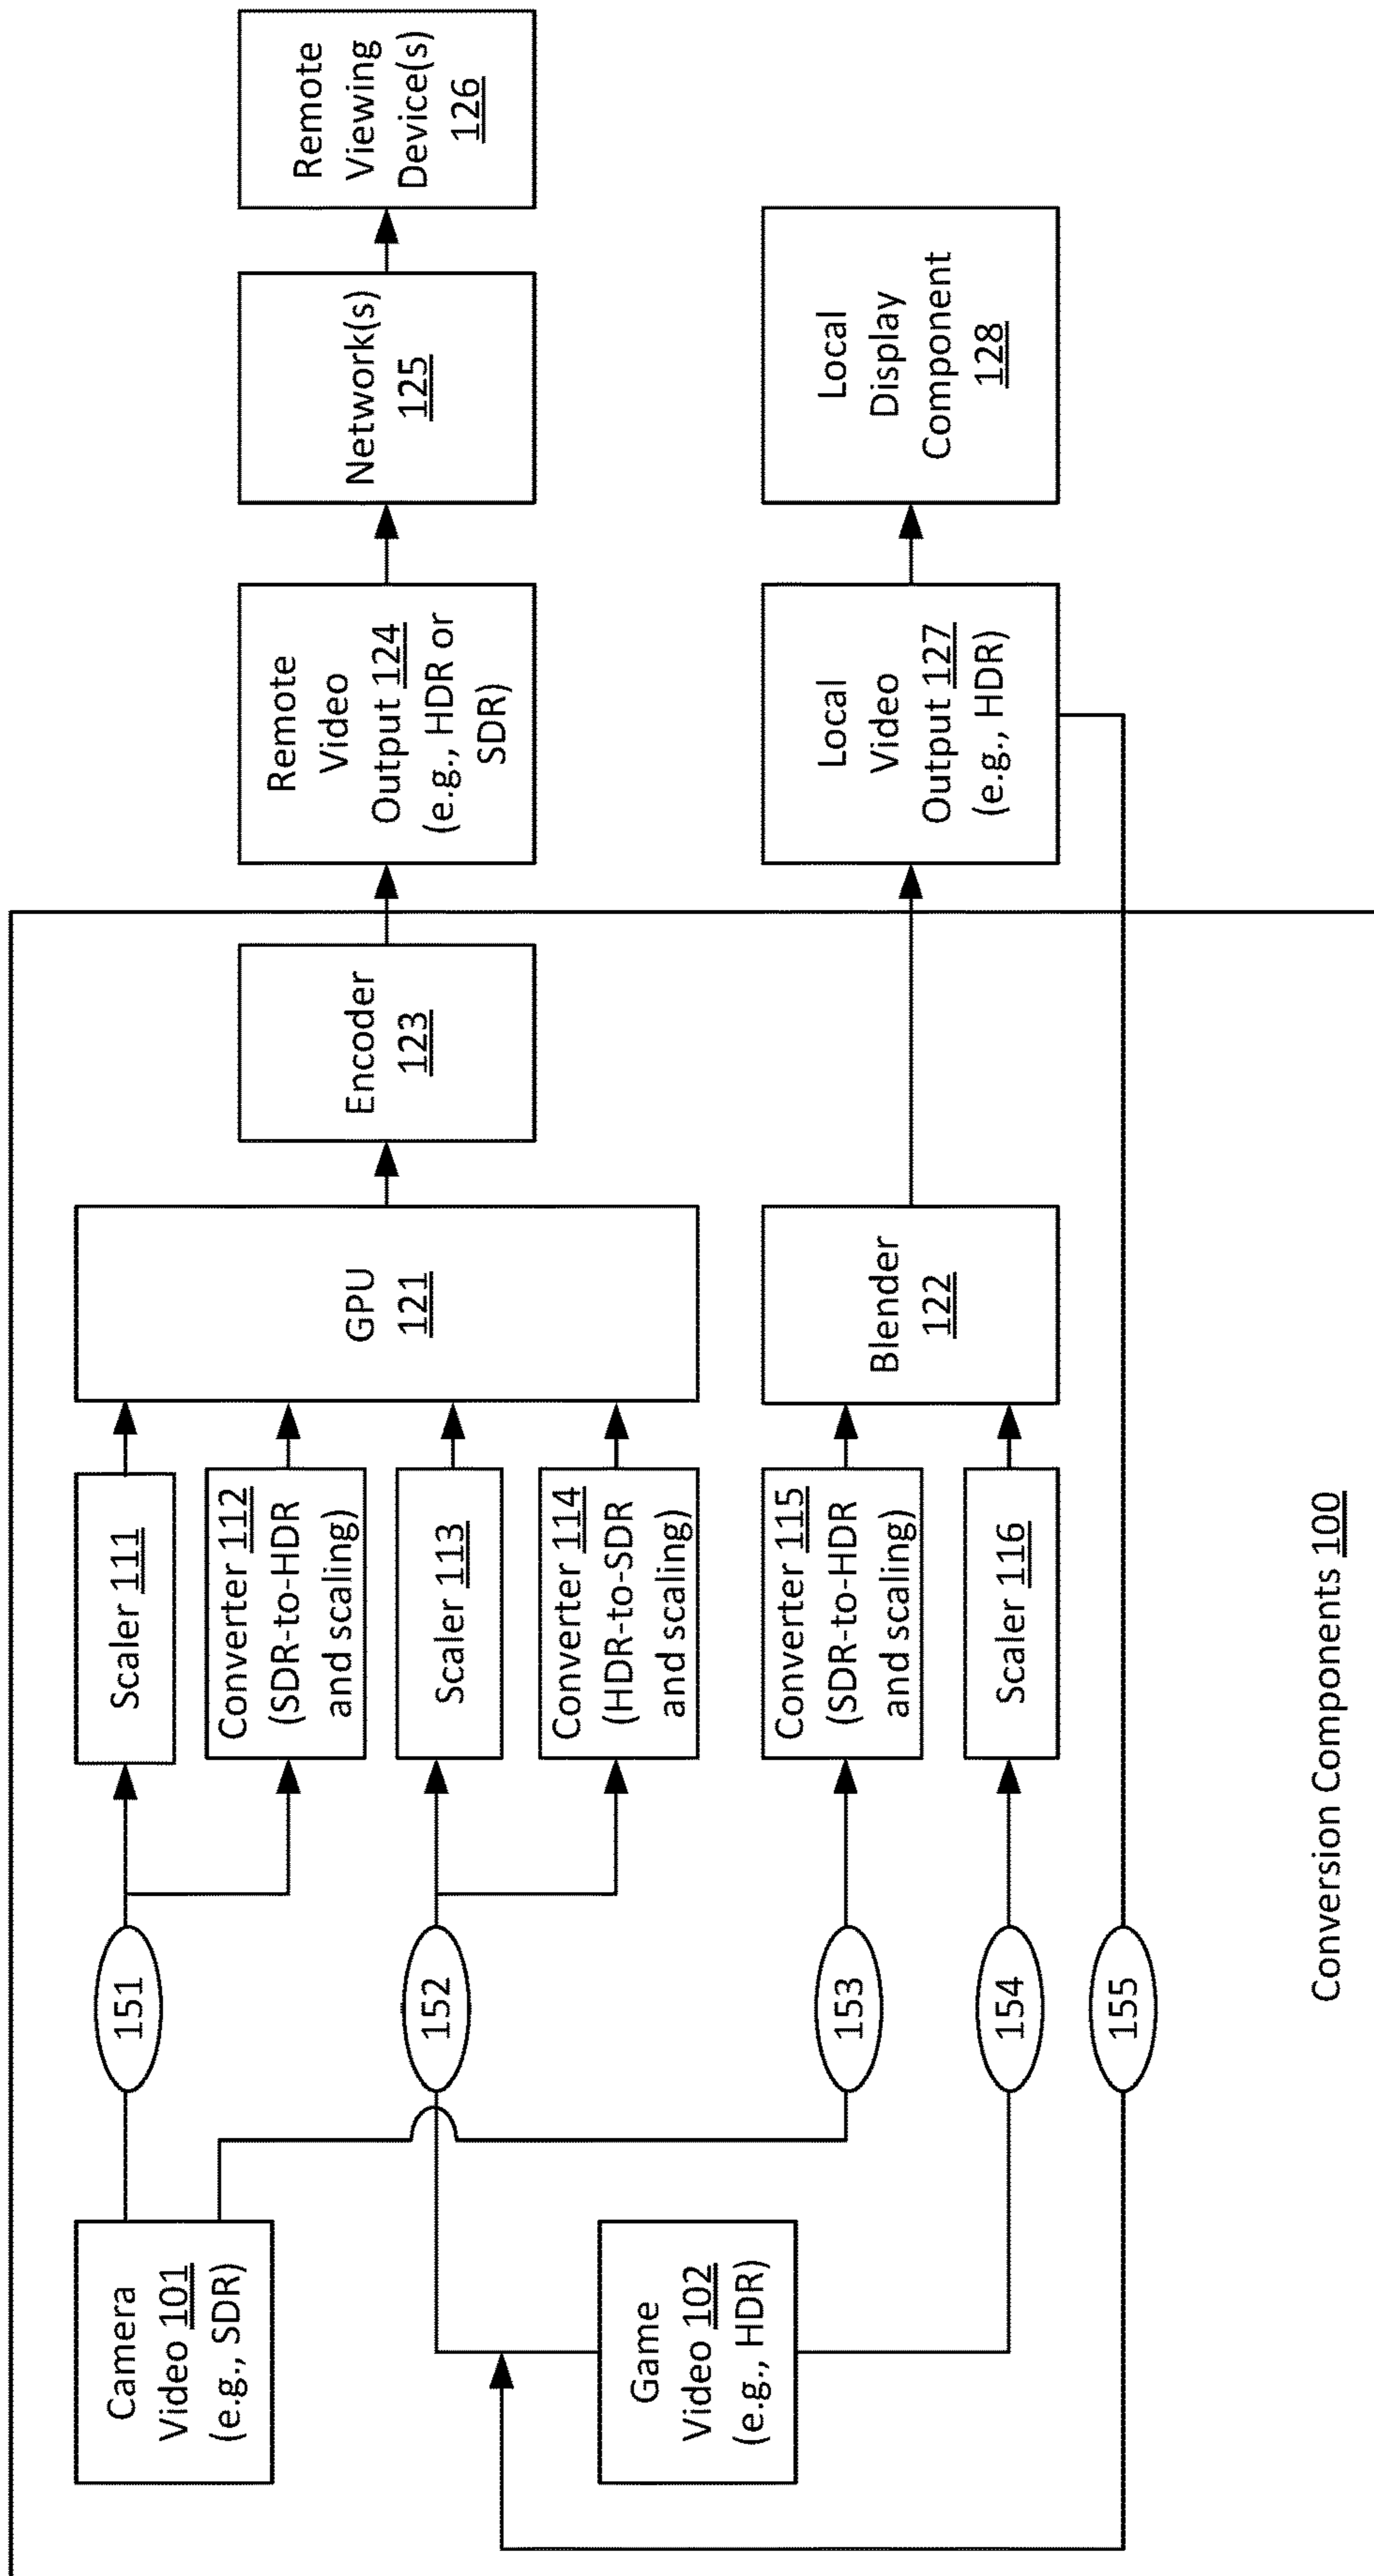 Camera
Video 101
(e.g., SDR)
Game
Video 102
(e.g., HDR)
151
152
153
154
155
Scaler 111
Converter 112
(SDR-to-HDR
and scaling)
Scaler 113
Converter 114
(HDR-to-SDR
and scaling)
Converter 115
(SDR-to-HDR
and scaling)
Scaler 116
GPU
121
Blender
122
Encoder
123
Remote
Video
Output 124
(e.g., HDR or
SDR)
Local
Video
Output 127
(e.g., HDR)
Network(s)
125
Local
Display
Component
128
Remote
Viewing
Device(s)
126
Conversion Components 100